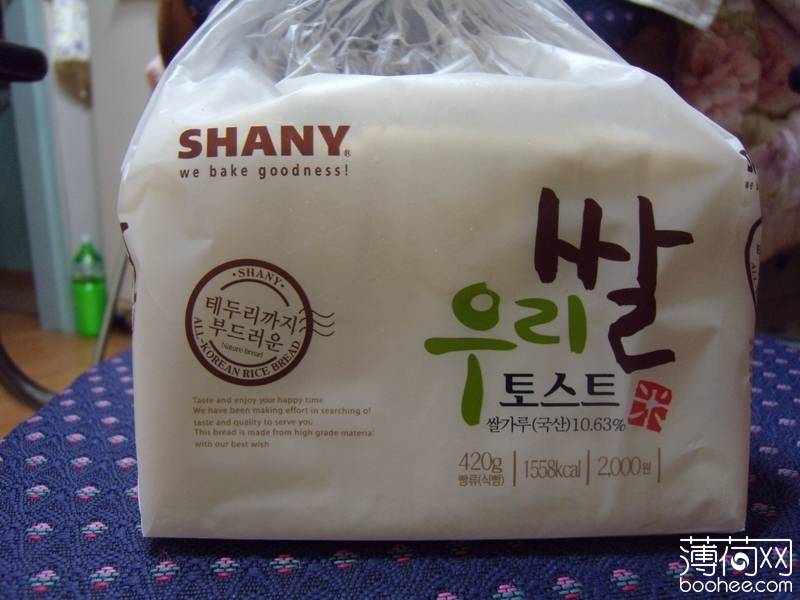 SHANY®
we bake goodness!
우리쌀
토스트
쌀가루(국산)10.63%
420g
빵류(식빵)
1558kcal
2,000원
·SHANY·
테두리까지
부드러운
Nature bread
ALL-KOREAN RICE BREAD
Taste and enjoy your happy time
We have been making effort in searching of
taste and quality to serve you
This bread is made from high grade material
with our best wish
薄荷网
boohee.com